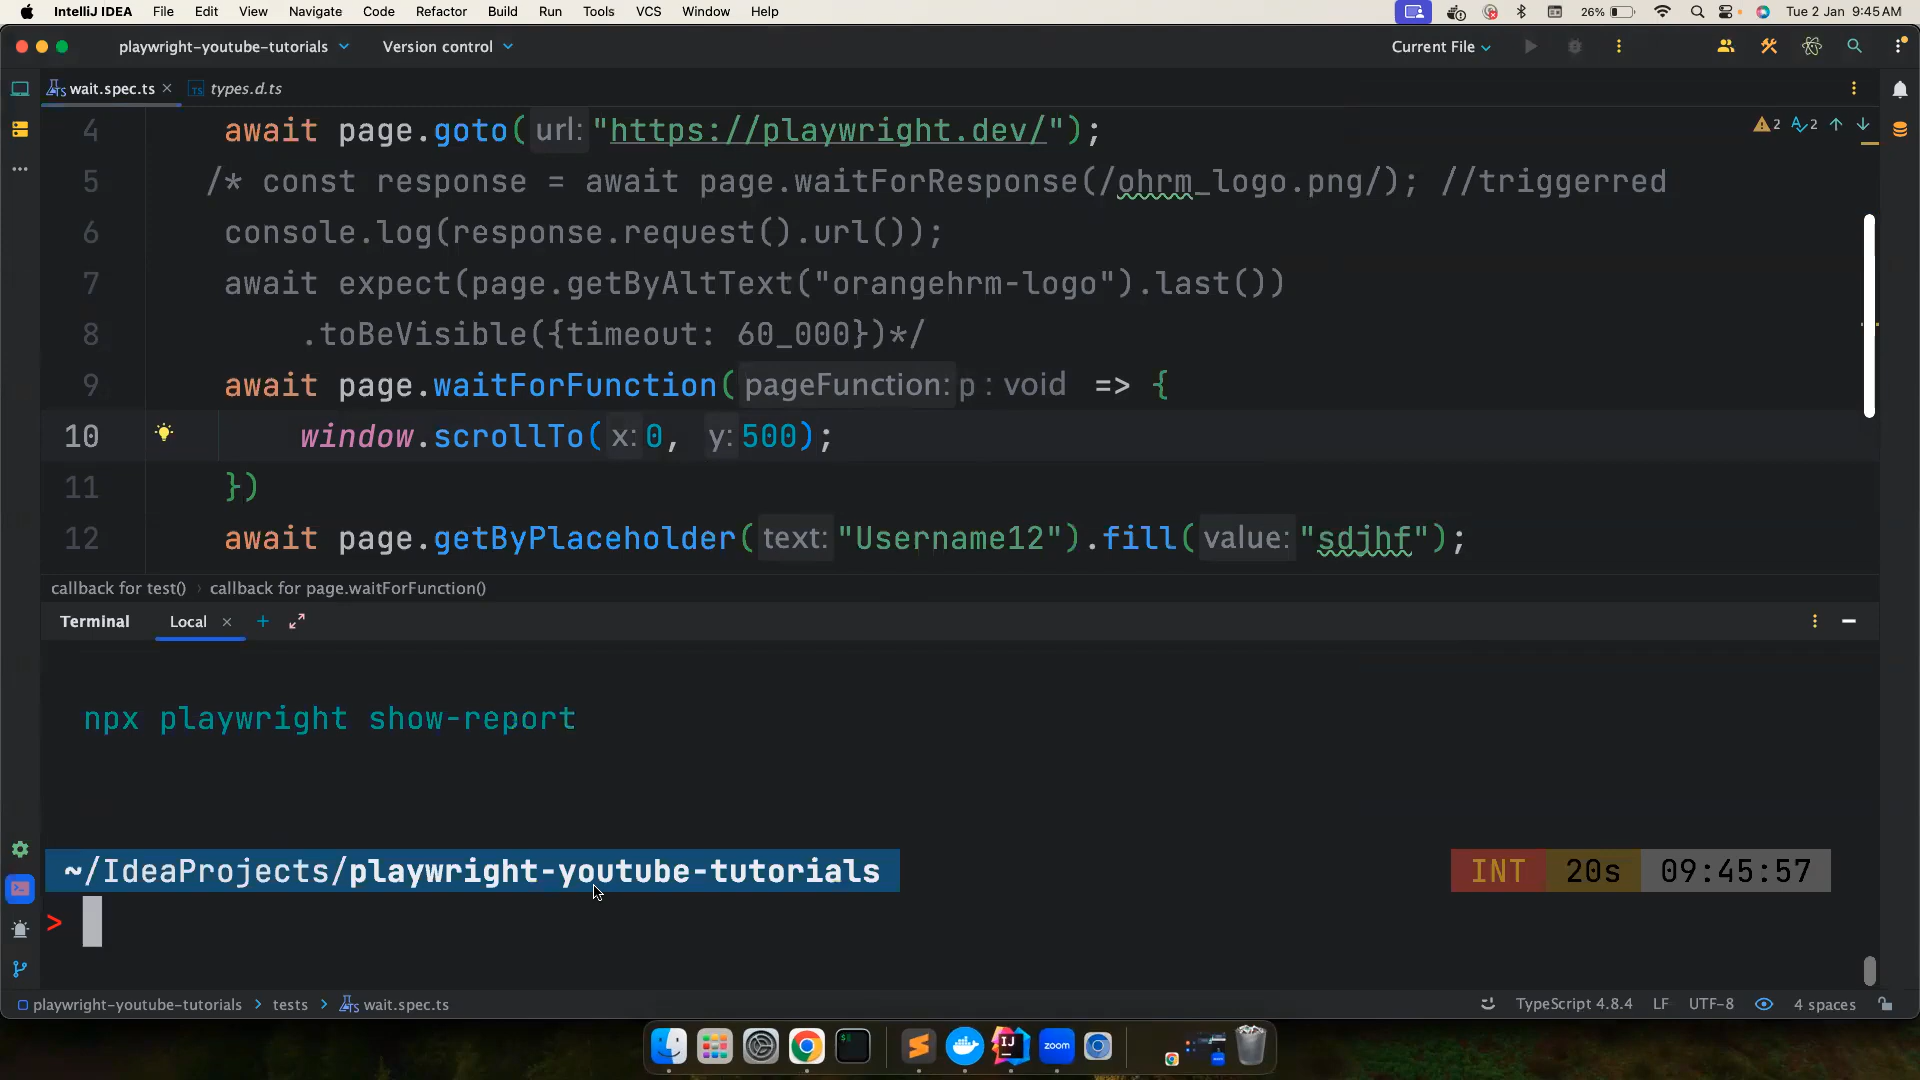 IntelliJ IDEA File Edit View Navigate Code Refactor Build Run Tools VCS Window Help 26% Tue 2 Jan 9:45 AM
playwright-youtube-tutorials Version control Current File
wait.spec.ts types.d.ts
4 await page.goto( url: "https://playwright.dev/");
2 2
5 /* const response = await page.waitForResponse(/ohrm_logo.png/); //triggerred
6 console.log(response.request().url());
7 await expect(page.getByAltText("orangehrm-logo").last())
8 .toBeVisible({timeout: 60_000})*/
9 await page.waitForFunction( pageFunction: p : void => {
10 window.scrollTo( x: 0, y: 500);
11 })
12 await page.getByPlaceholder( text: "Username12").fill( value: "sdjhf");
callback for test() › callback for page.waitForFunction()
Terminal Local × +
npx playwright show-report
~/IdeaProjects/playwright-youtube-tutorials INT 20s 09:45:57
>
playwright-youtube-tutorials > tests > wait.spec.ts TypeScript 4.8.4 LF UTF-8 4 spaces
IJ zoom